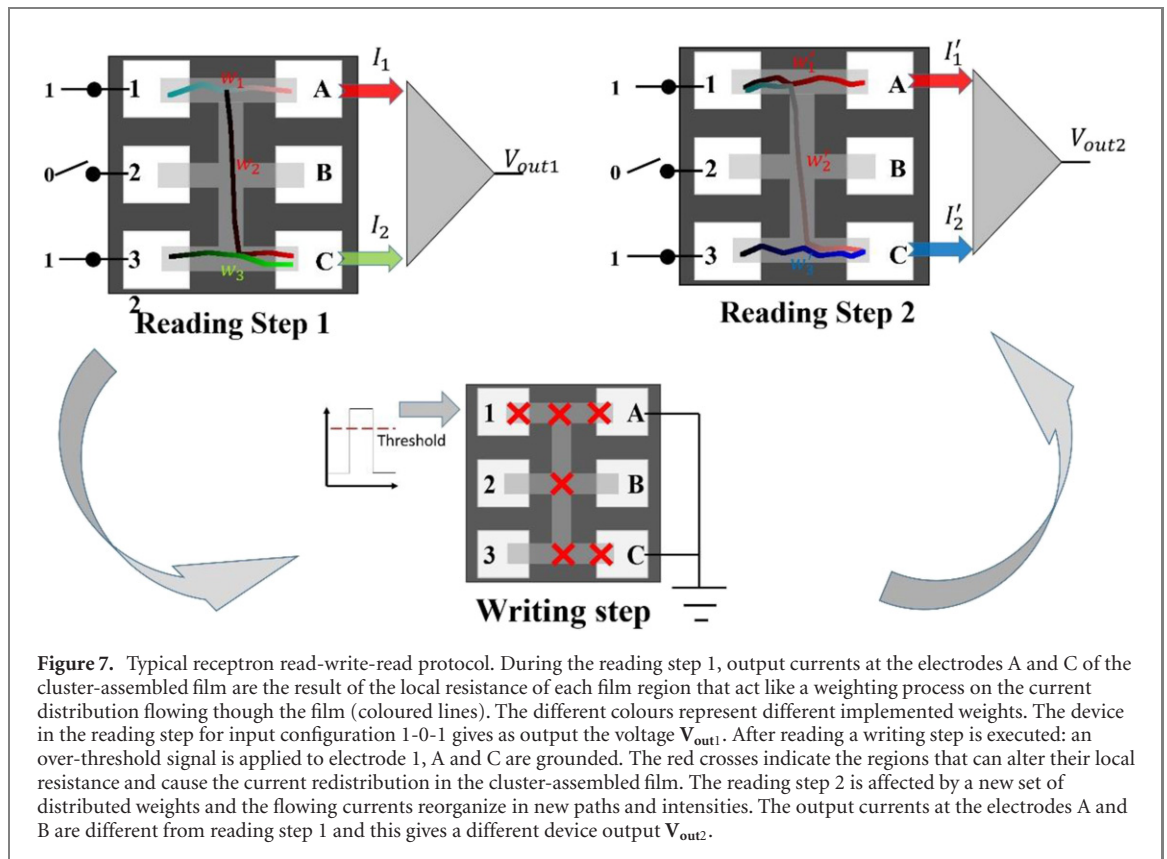 I₁
I′₁
1 1 w₁ A
1 1 w′₁ A
0 2 w₂ B
Vout1
0 2 w′₂ B
Vout2
I₂
I′₂
1 3 w₃ C
1 3 w′₃ C
2
Reading Step 1
Reading Step 2
Threshold
1 A
2 B
3 C
Writing step
Figure 7. Typical receptron read-write-read protocol. During the reading step 1, output currents at the electrodes A and C of the
cluster-assembled film are the result of the local resistance of each film region that act like a weighting process on the current
distribution flowing though the film (coloured lines). The different colours represent different implemented weights. The device
in the reading step for input configuration 1-0-1 gives as output the voltage Vout1. After reading a writing step is executed: an
over-threshold signal is applied to electrode 1, A and C are grounded. The red crosses indicate the regions that can alter their local
resistance and cause the current redistribution in the cluster-assembled film. The reading step 2 is affected by a new set of
distributed weights and the flowing currents reorganize in new paths and intensities. The output currents at the electrodes A and
B are different from reading step 1 and this gives a different device output Vout2.